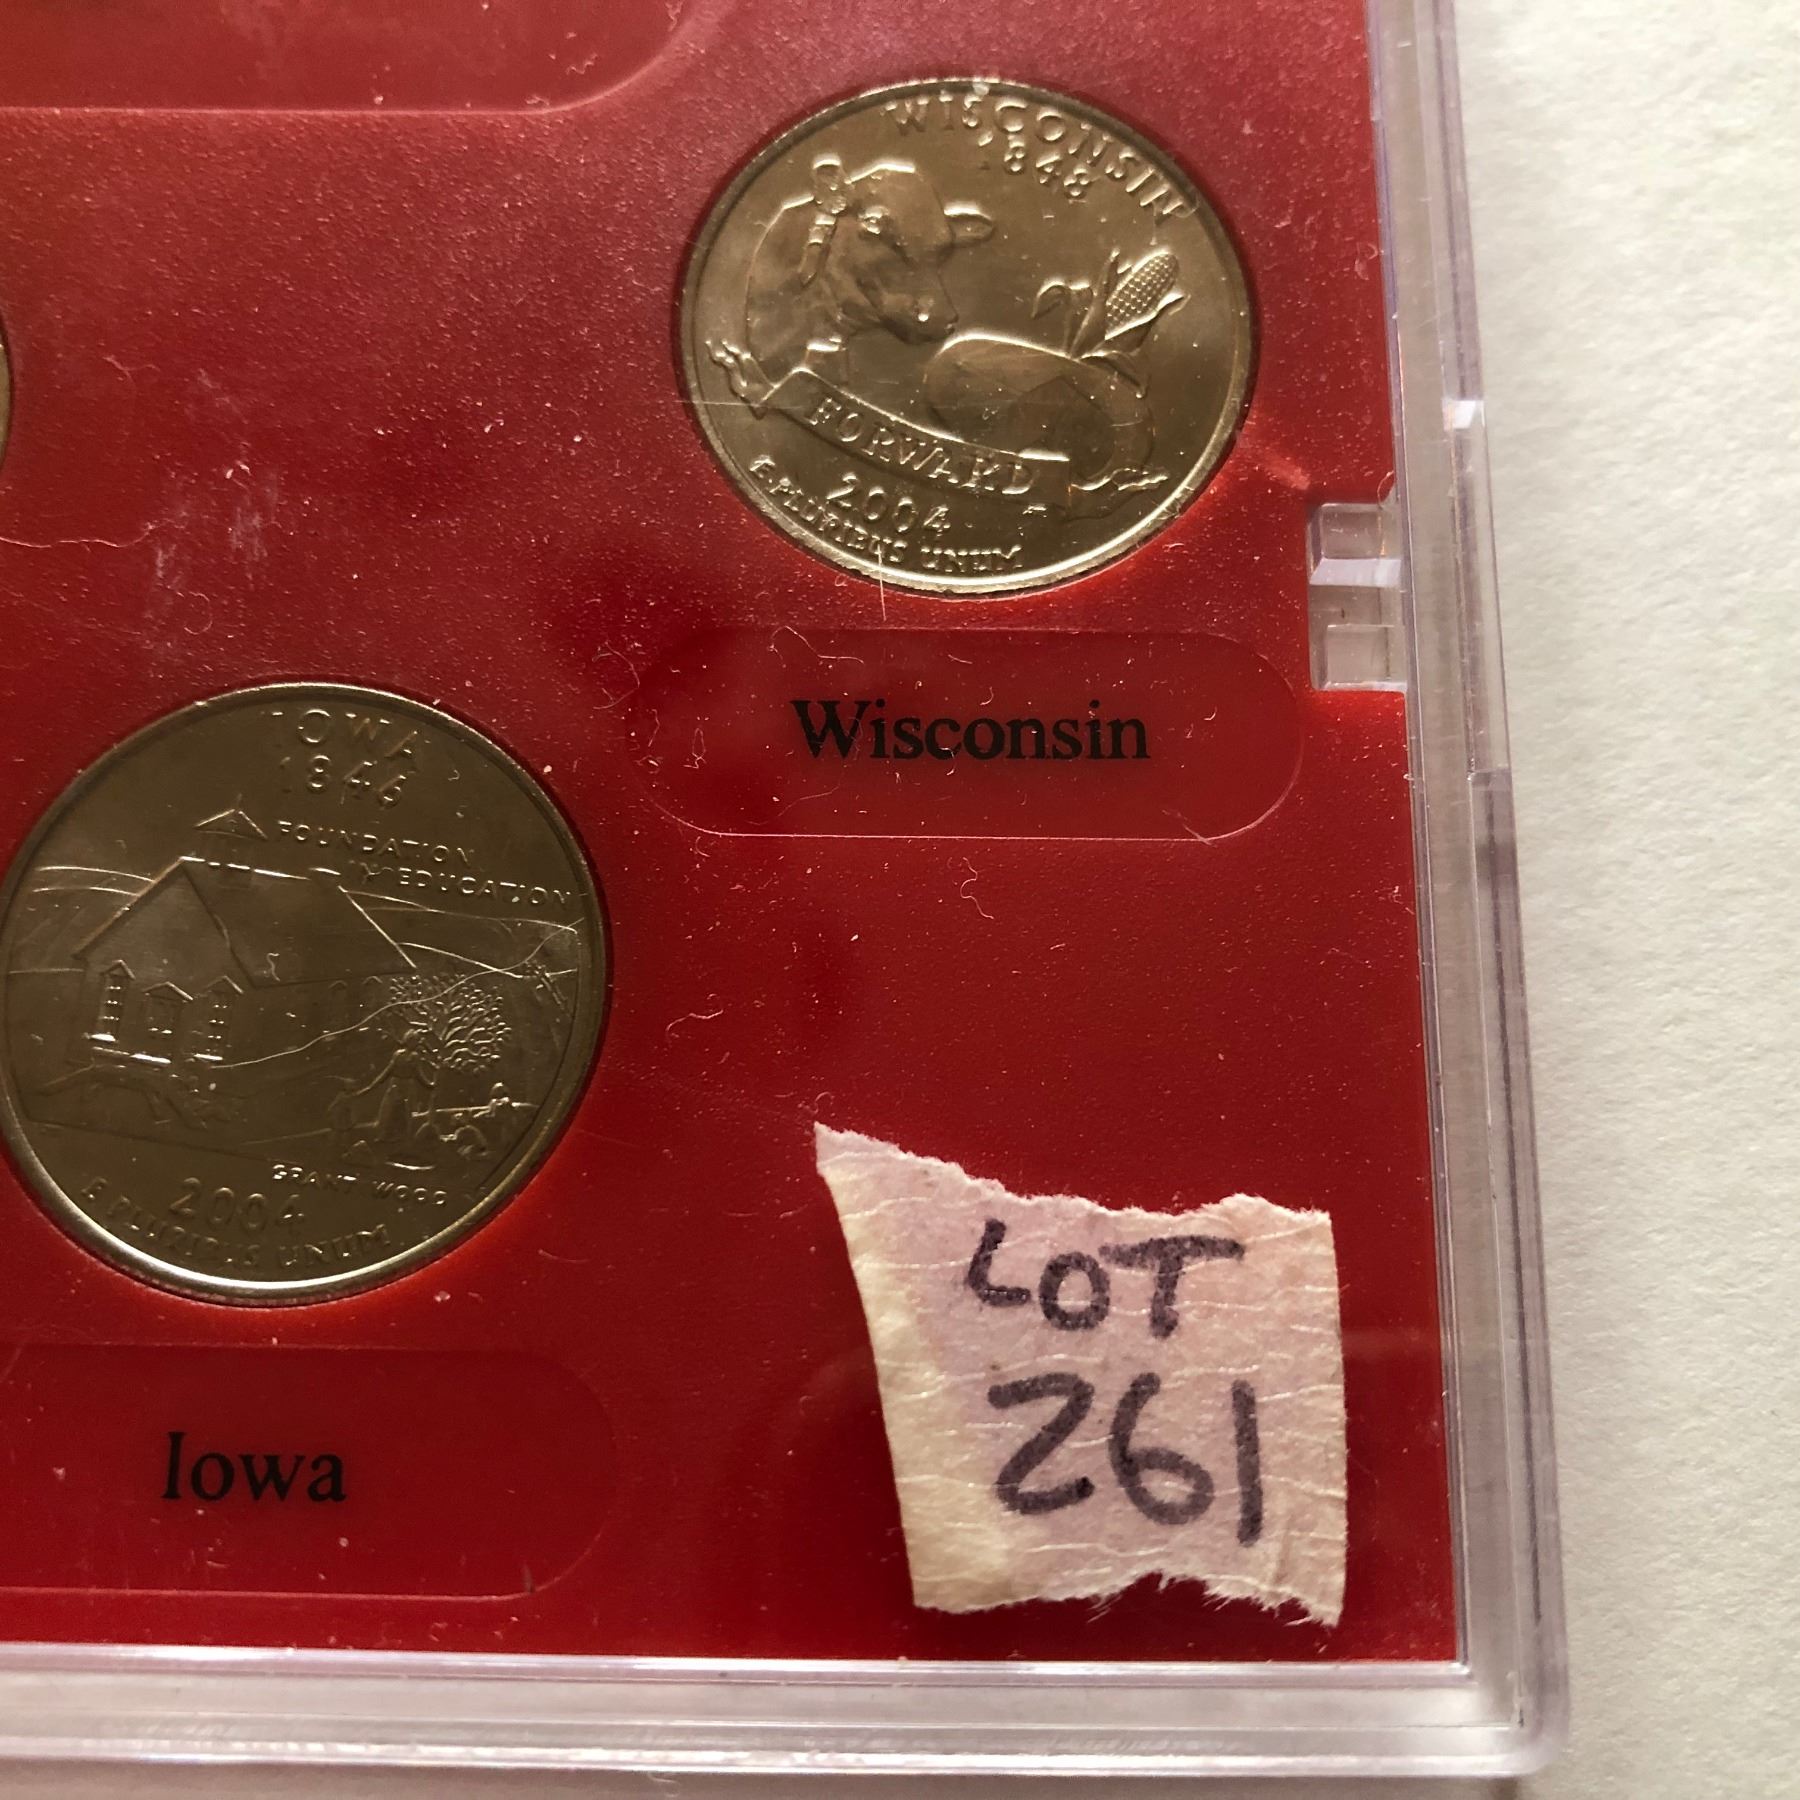 WISCONSIN
1848
FORWARD
2004
E PLURIBUS UNUM
Wisconsin
IOWA
1846
FOUNDATION
IN EDUCATION
GRANT WOOD
2004
E PLURIBUS UNUM
Iowa
LOT
261